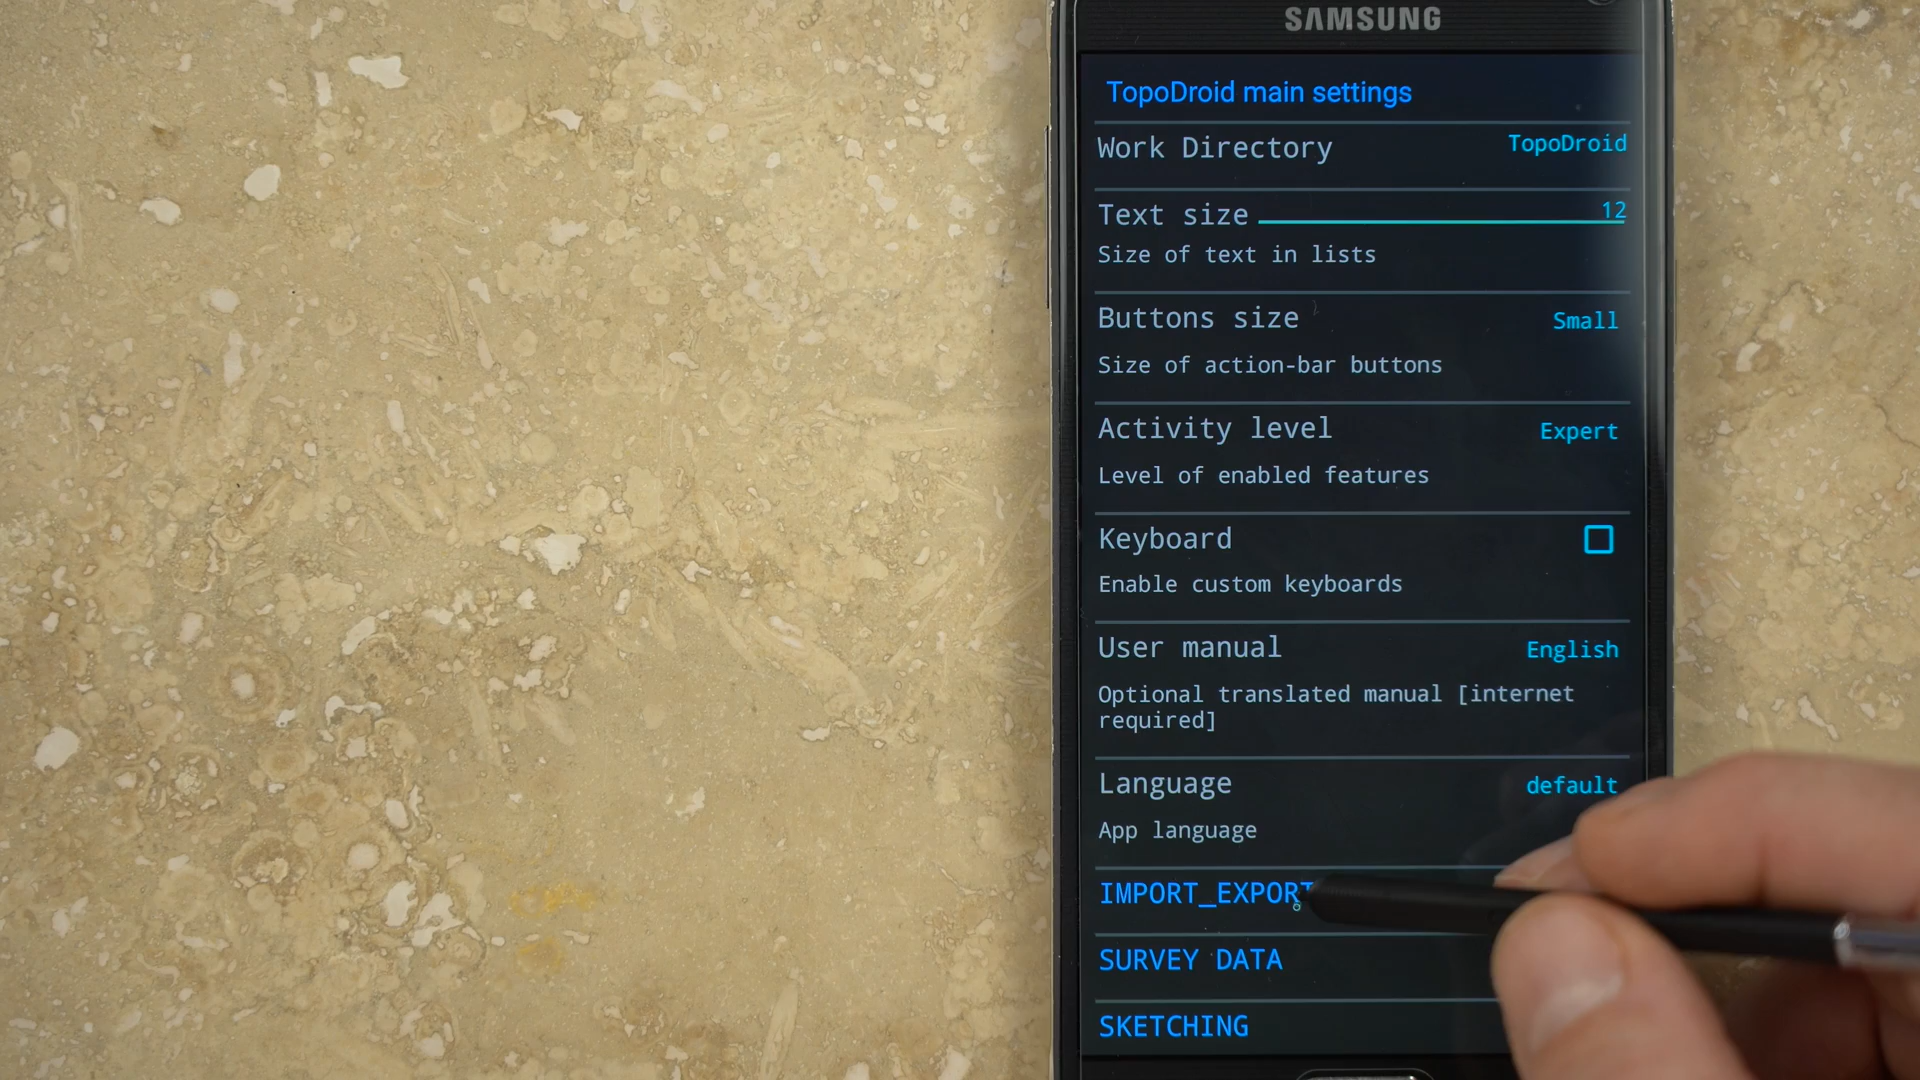 SAMSUNG
TopoDroid main settings
Work Directory TopoDroid
Text size 12
Size of text in lists
Buttons size Small
Size of action-bar buttons
Activity level Expert
Level of enabled features
Keyboard
Enable custom keyboards
User manual English
Optional translated manual [internet
required]
Language default
App language
IMPORT_EXPORT
SURVEY DATA
SKETCHING